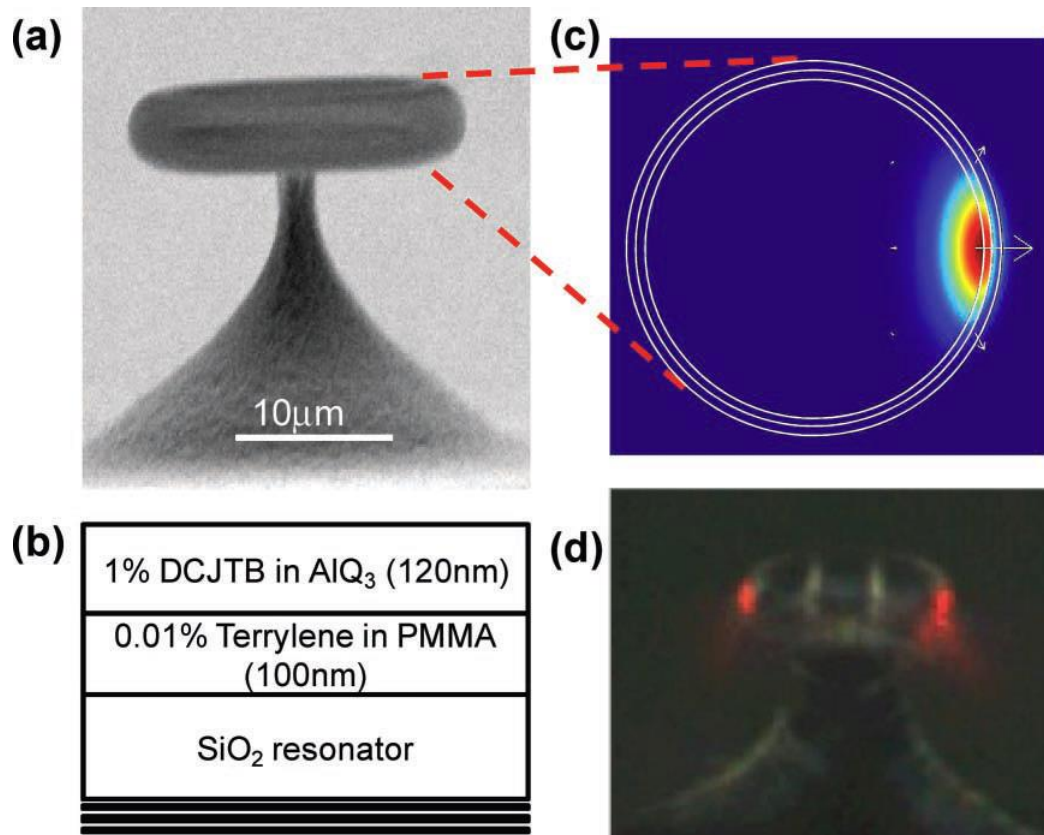 (a)
10μm
(c)
(b)
1% DCJTB in AlQ3 (120nm)
0.01% Terrylene in PMMA
(100nm)
SiO2 resonator
(d)